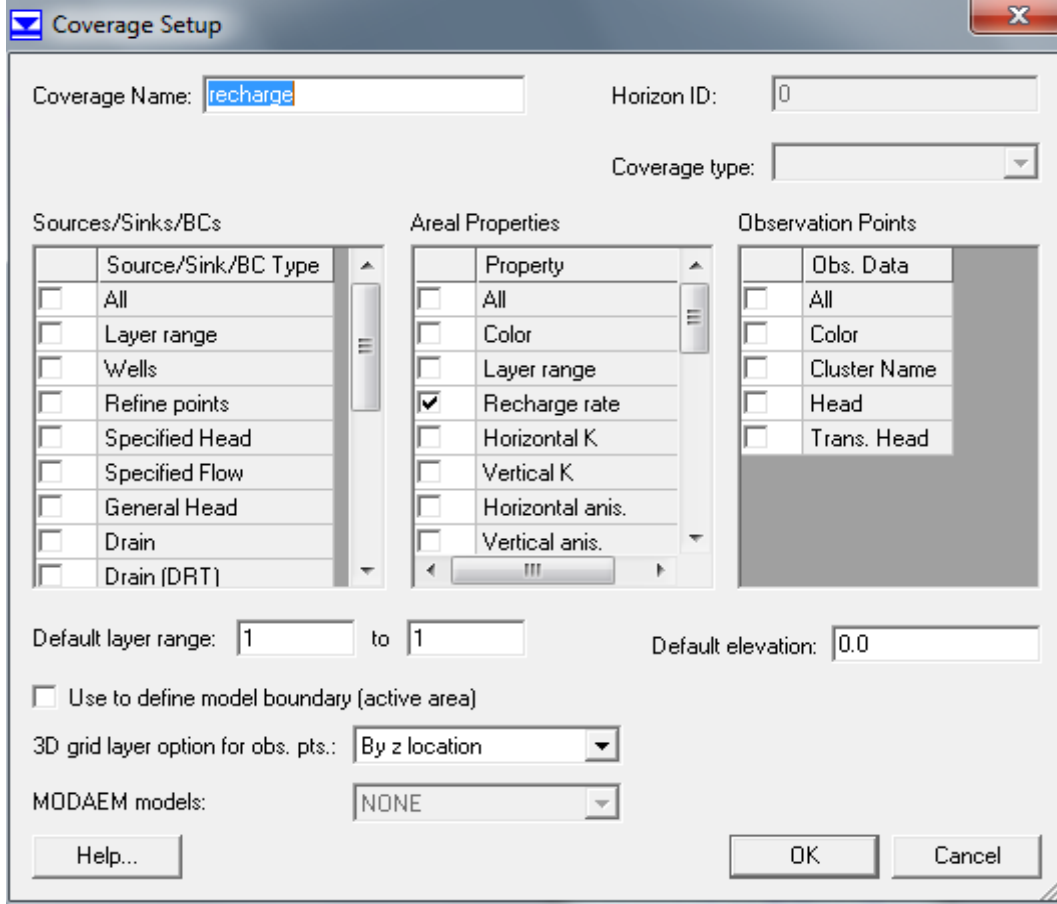 Coverage Setup
Coverage Name: recharge
Horizon ID: 0
Coverage type:
Sources/Sinks/BCs
Source/Sink/BC Type
All
Layer range
Wells
Refine points
Specified Head
Specified Flow
General Head
Drain
Drain (DRT)
Areal Properties
Property
All
Color
Layer range
Recharge rate
Horizontal K
Vertical K
Horizontal anis.
Vertical anis.
Observation Points
Obs. Data
All
Color
Cluster Name
Head
Trans. Head
Default layer range: 1 to 1
Default elevation: 0.0
Use to define model boundary (active area)
3D grid layer option for obs. pts.: By z location
MODAEM models: NONE
Help... OK Cancel